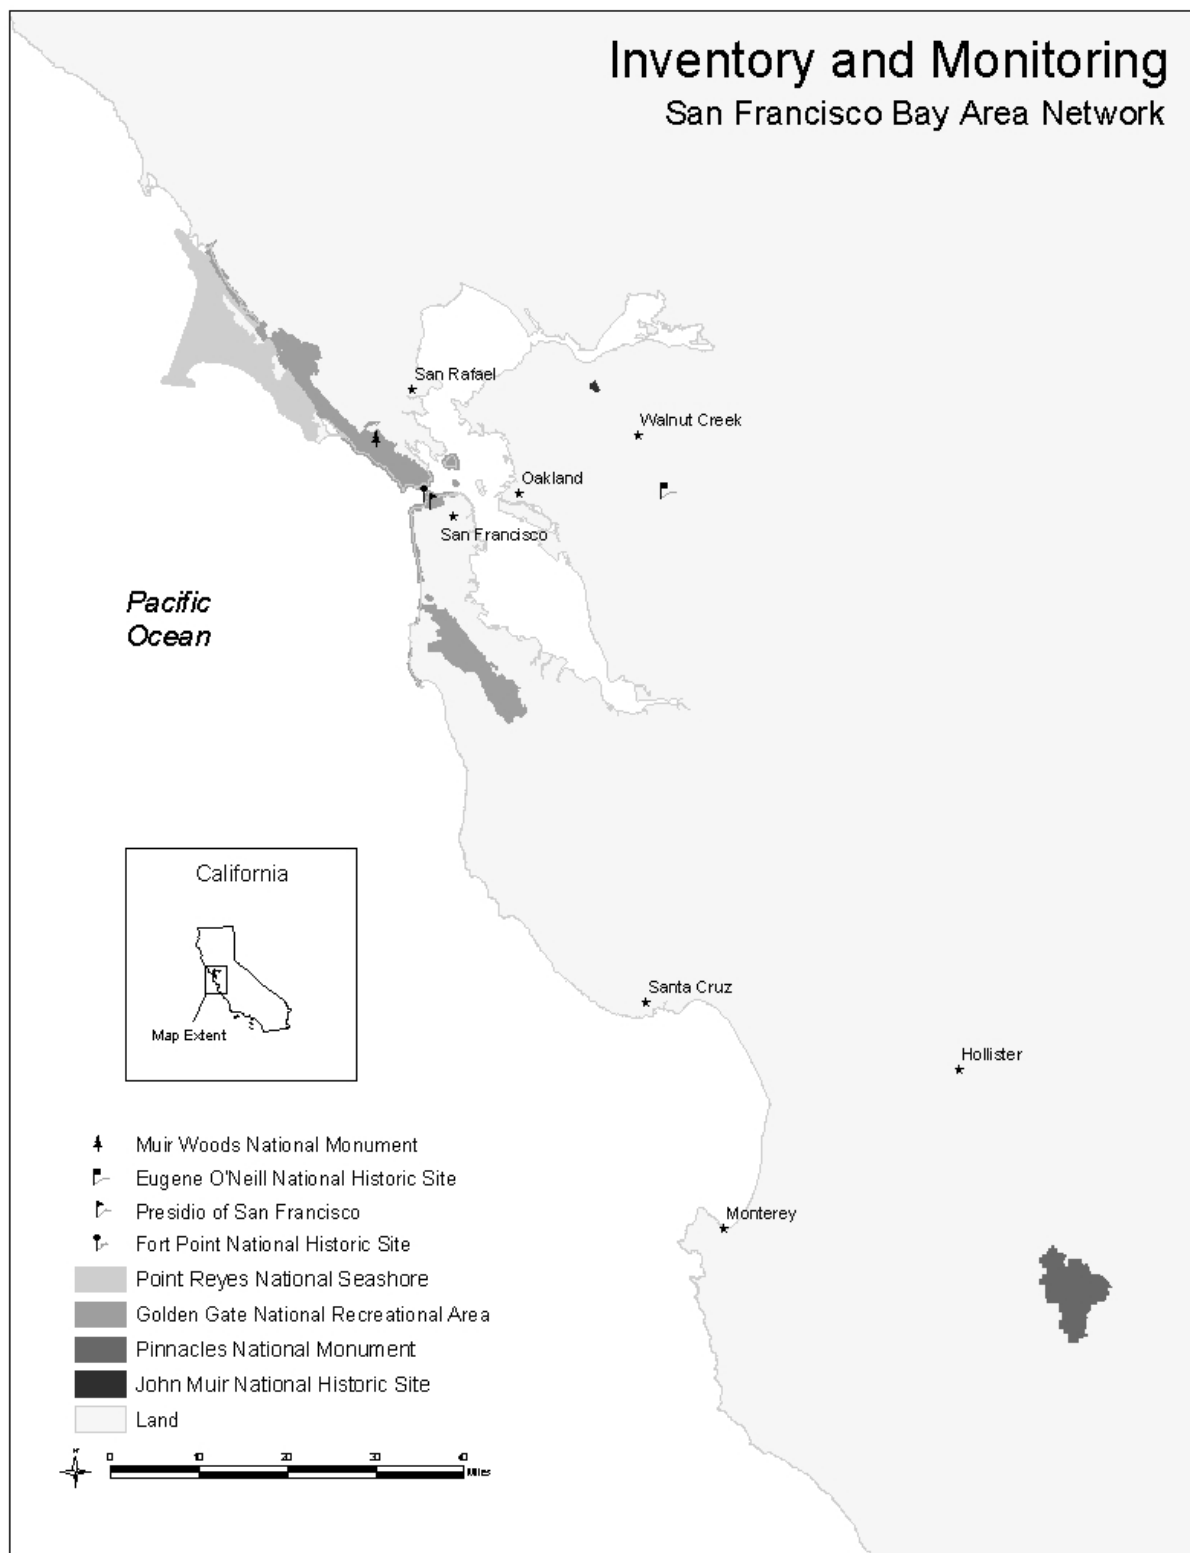 Inventory and Monitoring
San Francisco Bay Area Network
San Rafael
Walnut Creek
Oakland
San Francisco
Pacific
Ocean
California
Map Extent
Santa Cruz
Hollister
Monterey
Muir Woods National Monument
Eugene O'Neill National Historic Site
Presidio of San Francisco
Fort Point National Historic Site
Point Reyes National Seashore
Golden Gate National Recreational Area
Pinnacles National Monument
John Muir National Historic Site
Land
N
0 10 20 30 40
Miles